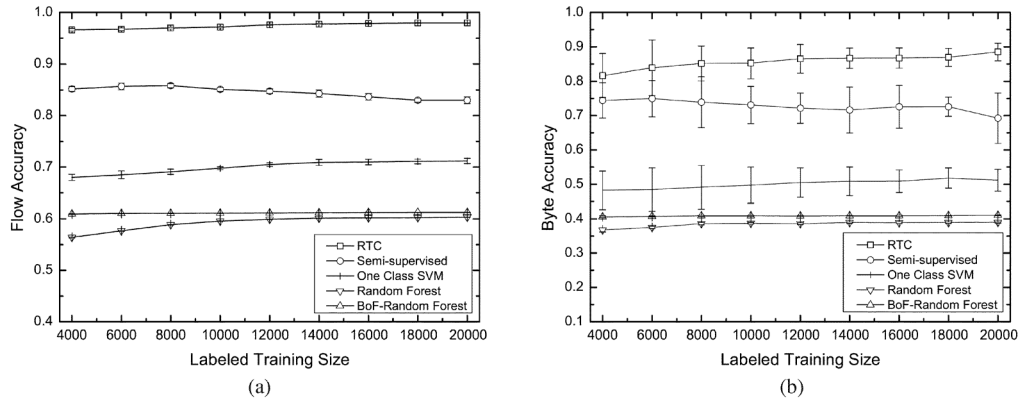 1.0
0.9
0.8
0.7
0.6
0.5
0.4
Flow Accuracy
4000 6000 8000 10000 12000 14000 16000 18000 20000
Labeled Training Size
RTC
Semi-supervised
One Class SVM
Random Forest
BoF-Random Forest
(a)
1.0
0.9
0.8
0.7
0.6
0.5
0.4
0.3
0.2
0.1
Byte Accuracy
4000 6000 8000 10000 12000 14000 16000 18000 20000
Labeled Training Size
RTC
Semi-supervised
One Class SVM
Random Forest
BoF-Random Forest
(b)